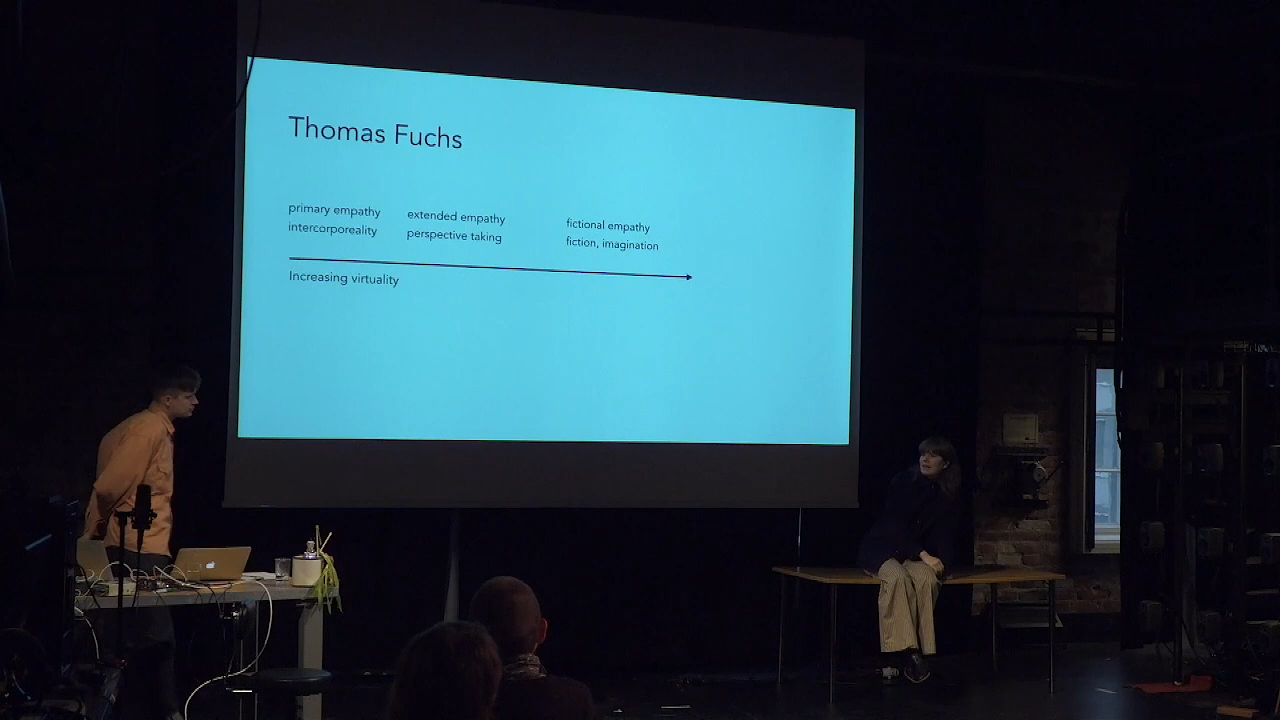 Thomas Fuchs
primary empathy
intercorporeality
extended empathy
perspective taking
fictional empathy
fiction, imagination
Increasing virtuality